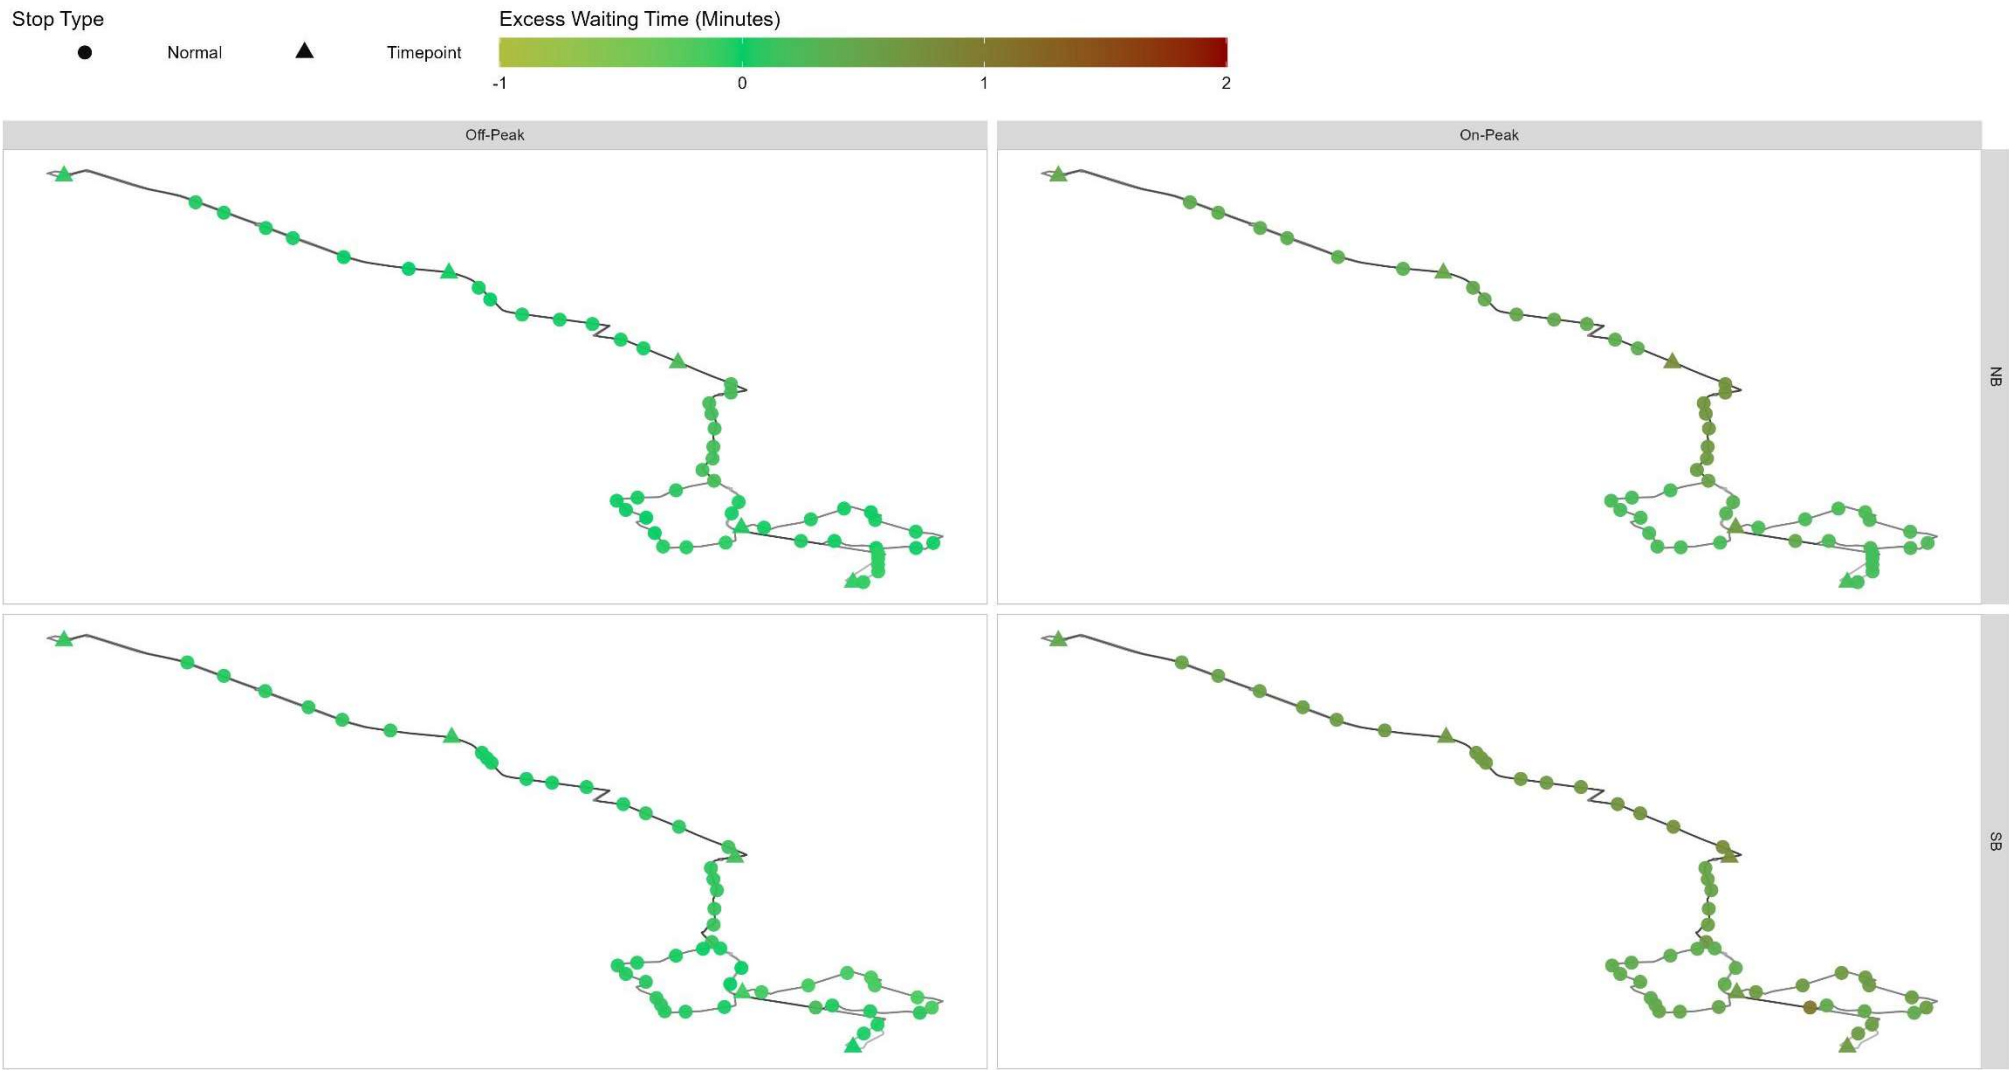 Stop Type
Normal
Timepoint
Excess Waiting Time (Minutes)
-1
0
1
2
Off-Peak
On-Peak
NB
SB